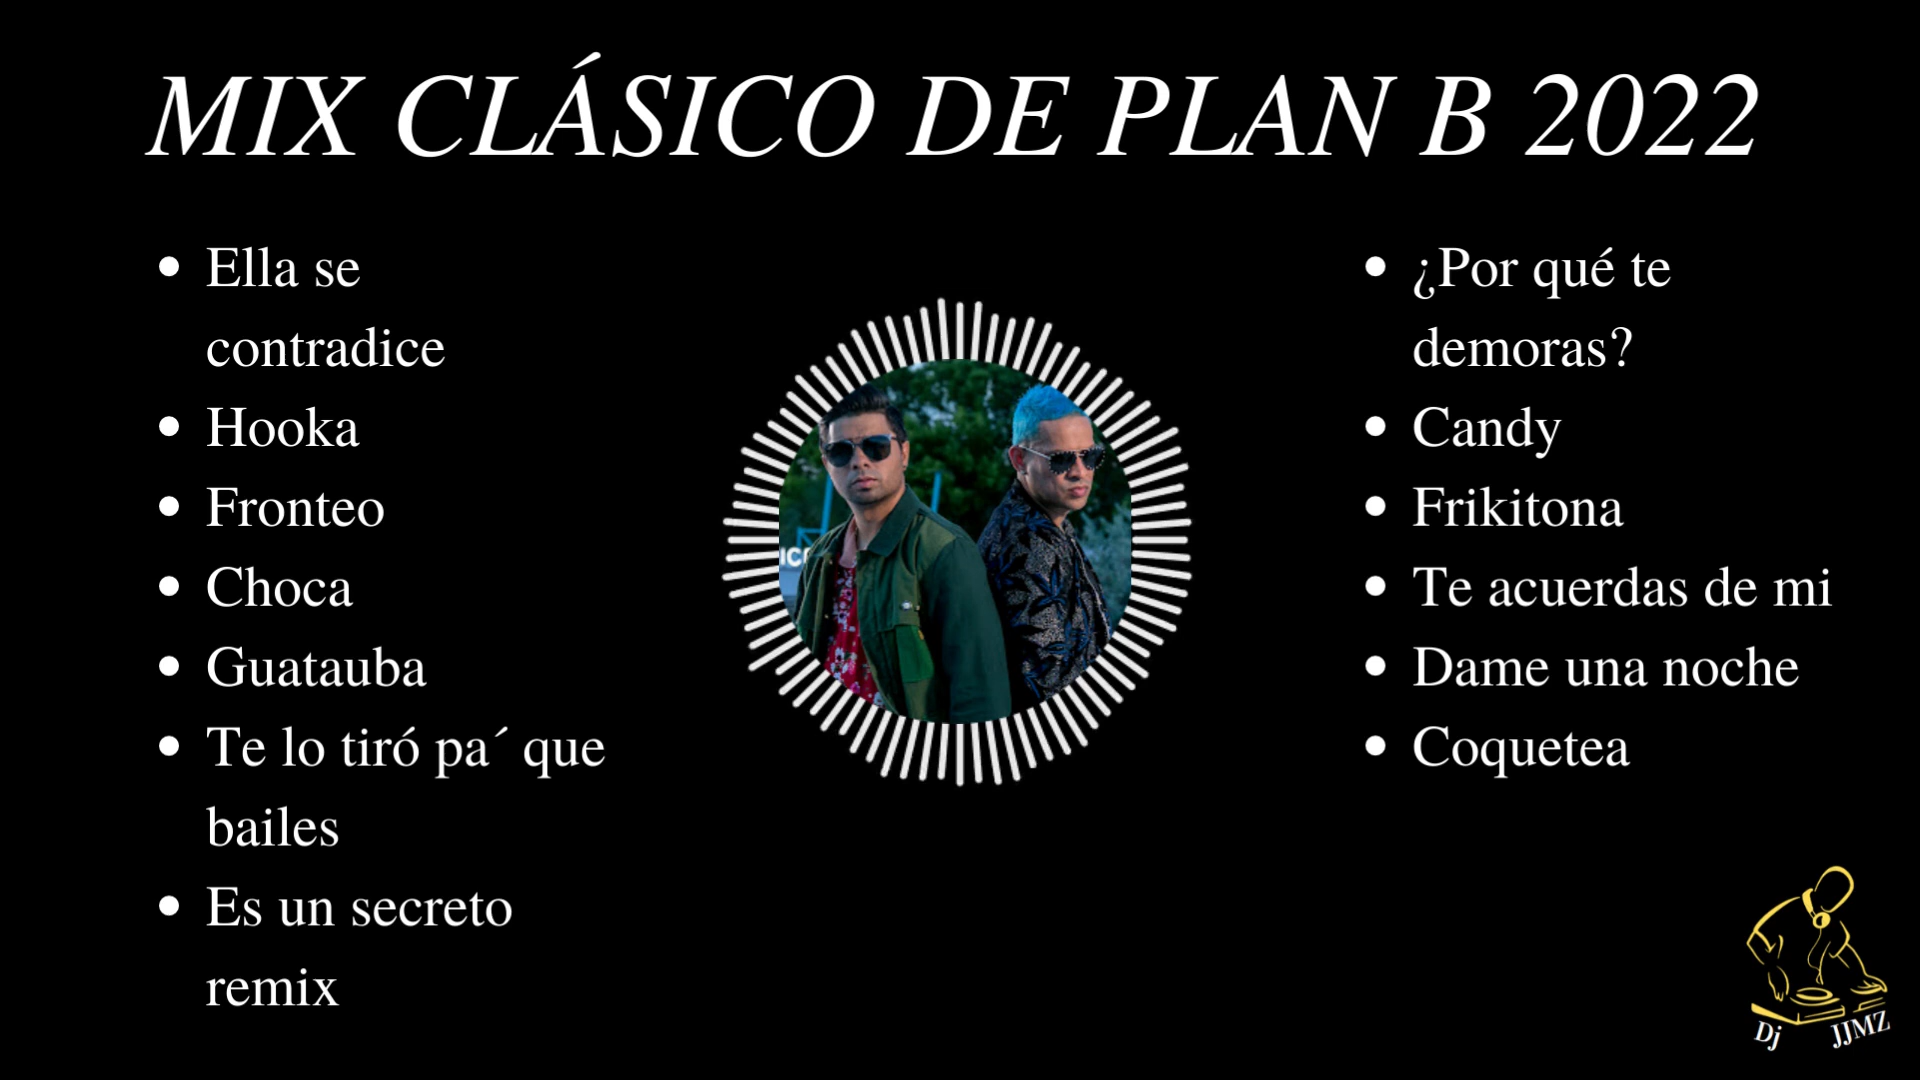 MIX CLÁSICO DE PLAN B 2022
• Ella se
contradice
• Hooka
• Fronteo
• Choca
• Guatauba
• Te lo tiró pa´ que
bailes
• Es un secreto
remix
• ¿Por qué te
demoras?
• Candy
• Frikitona
• Te acuerdas de mi
• Dame una noche
• Coquetea
Dj JJMZ